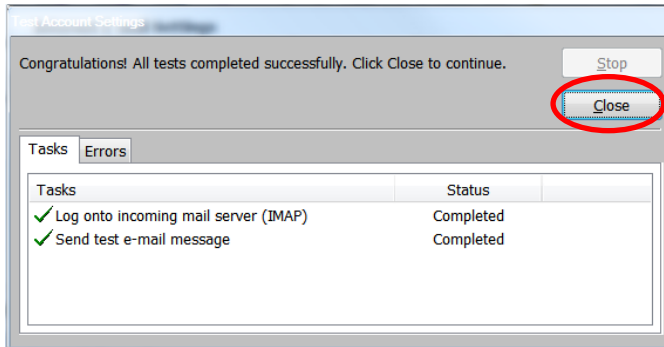 Test Account Settings
Congratulations! All tests completed successfully. Click Close to continue.
Stop
Close
Tasks Errors
Tasks Status
Log onto incoming mail server (IMAP) Completed
Send test e-mail message Completed